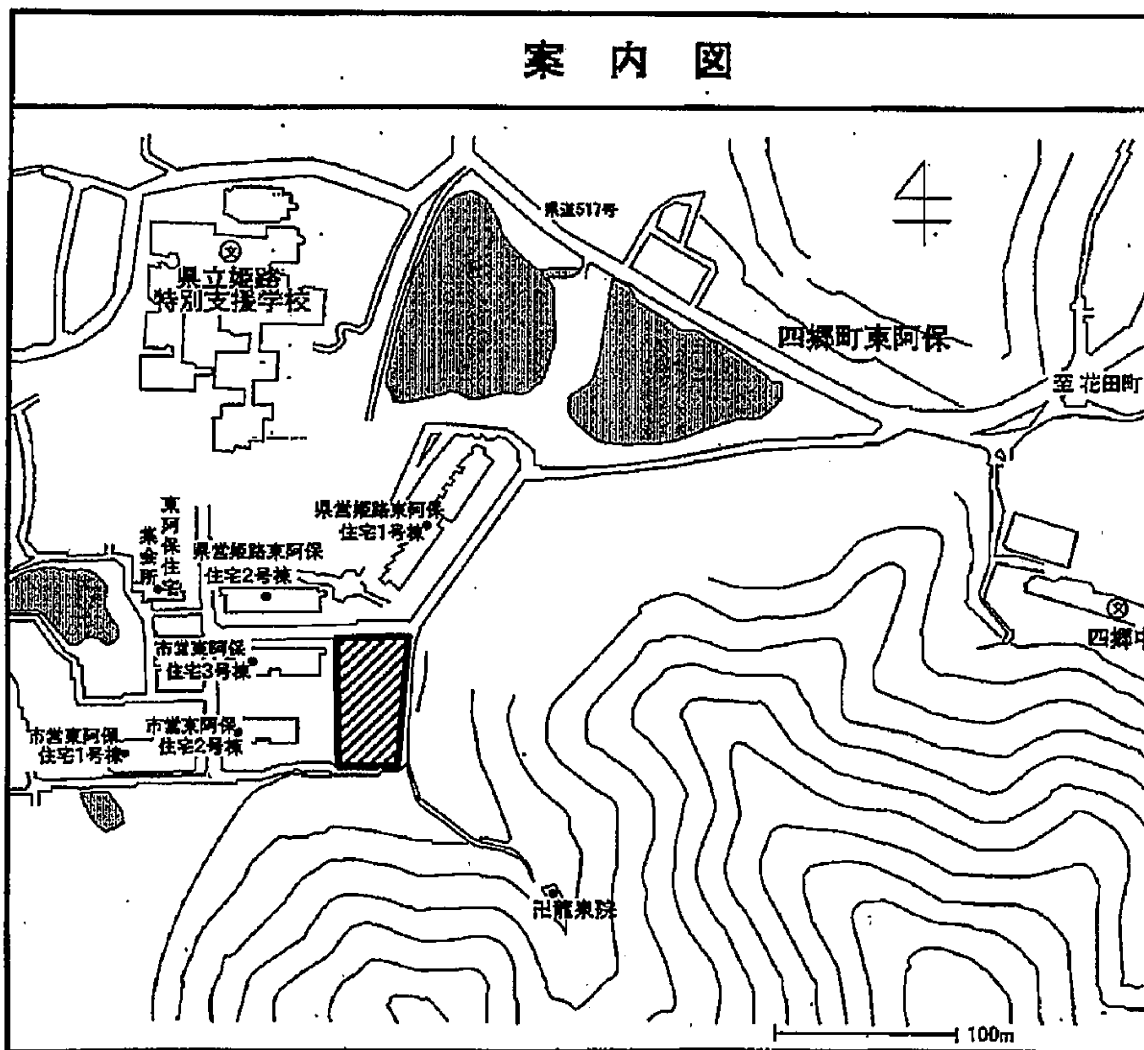 案内図
県道517号
県立姫路
特別支援学校
四郷町東阿保
至 花田町
県営姫路東阿保
住宅1号棟
東阿保住宅
集会所
県営姫路東阿保
住宅2号棟
四郷中
市営東阿保
住宅3号棟
市営東阿保
住宅2号棟
市営東阿保
住宅1号棟
卍龍泉院
100m